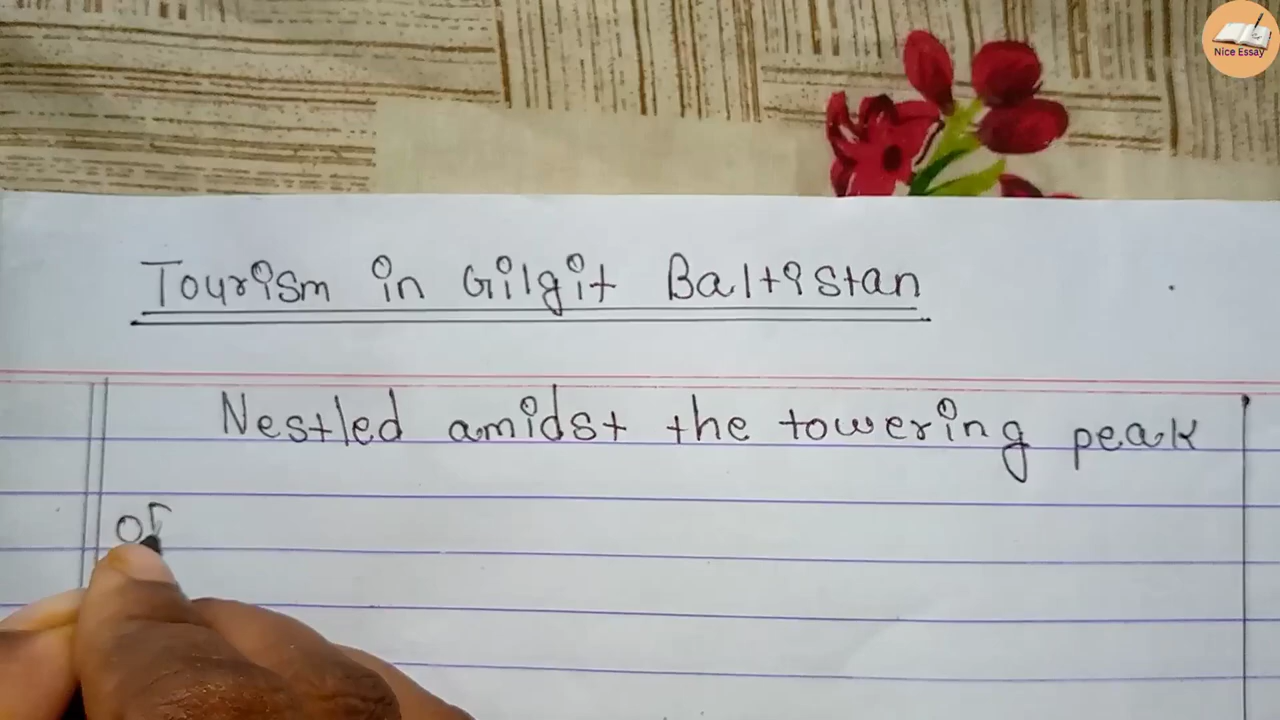 Nice Essay
Tourism in Gilgit Baltistan
Nestled amidst the towering peak
of